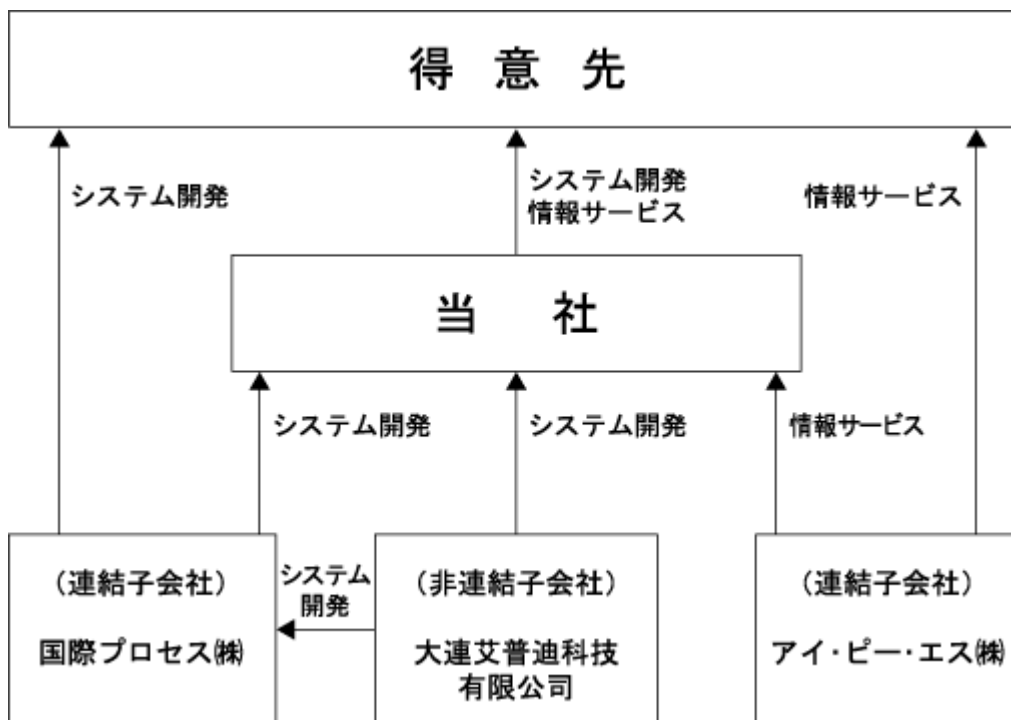 得意先
システム開発
システム開発
情報サービス
情報サービス
当社
システム開発
システム開発
情報サービス
(連結子会社)
国際プロセス㈱
システム
開発
(非連結子会社)
大連艾普迪科技
有限公司
(連結子会社)
アイ・ピー・エス㈱